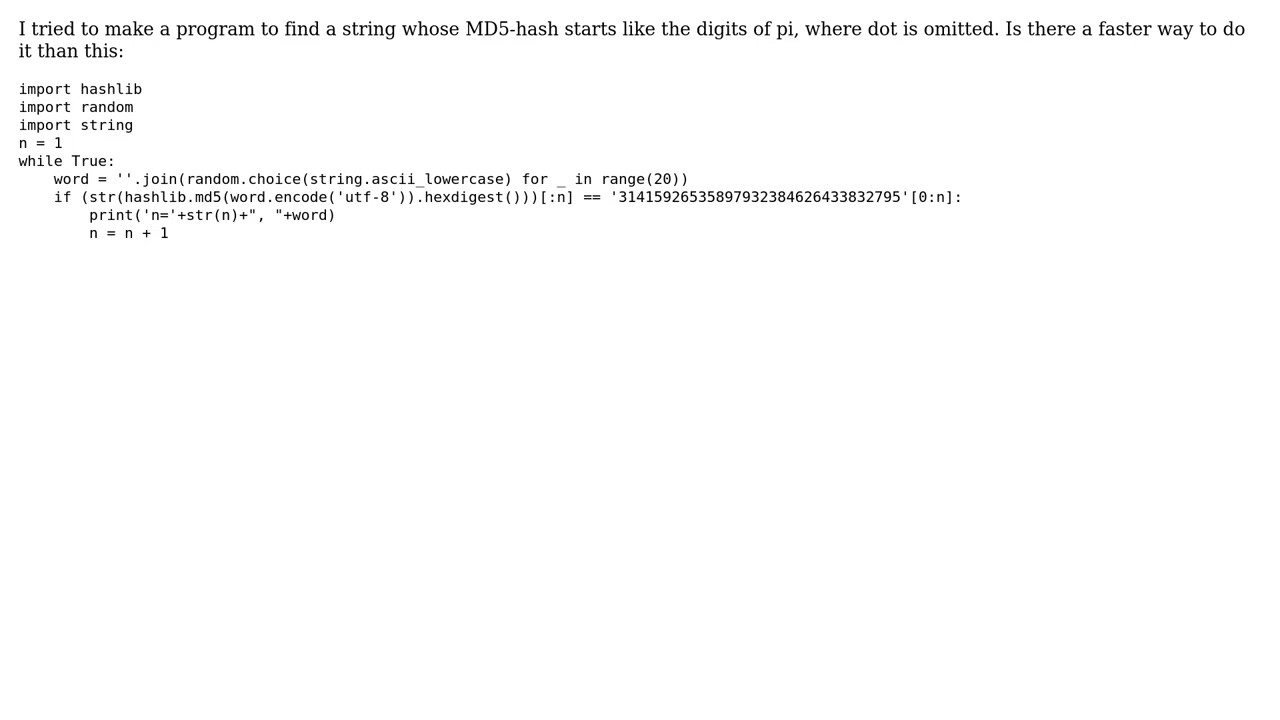 I tried to make a program to find a string whose MD5-hash starts like the digits of pi, where dot is omitted. Is there a faster way to do
it than this:
import hashlib
import random
import string
n = 1
while True:
    word = ''.join(random.choice(string.ascii_lowercase) for _ in range(20))
    if (str(hashlib.md5(word.encode('utf-8')).hexdigest()))[:n] == '31415926535897932384626433832795'[0:n]:
        print('n='+str(n)+", "+word)
        n = n + 1